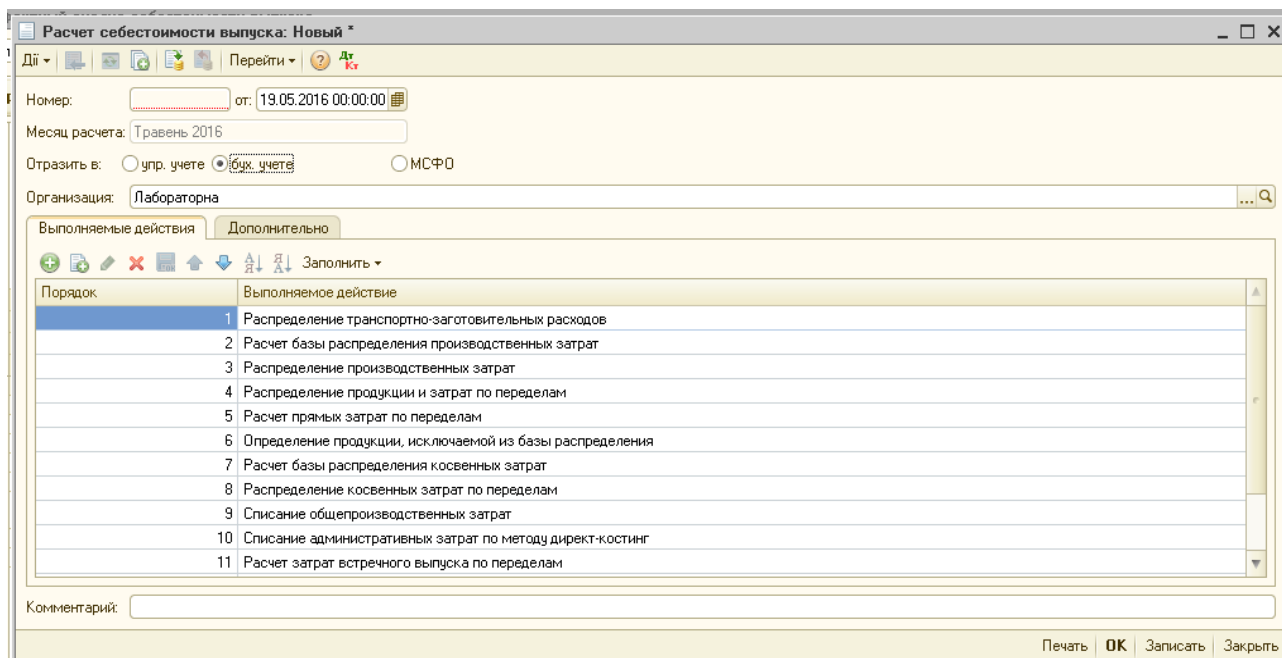 Расчет себестоимости выпуска: Новый *
Дії Перейти Дт Кт
Номер: от: 19.05.2016 00:00:00
Месяц расчета: Травень 2016
Отразить в: упр. учете бух. учете МСФО
Организация: Лабораторна ...
Выполняемые действия Дополнительно
Заполнить
Порядок Выполняемое действие
1 Распределение транспортно-заготовительных расходов
2 Расчет базы распределения производственных затрат
3 Распределение производственных затрат
4 Распределение продукции и затрат по переделам
5 Расчет прямых затрат по переделам
6 Определение продукции, исключаемой из базы распределения
7 Расчет базы распределения косвенных затрат
8 Распределение косвенных затрат по переделам
9 Списание общепроизводственных затрат
10 Списание административных затрат по методу директ-костинг
11 Расчет затрат встречного выпуска по переделам
Комментарий:
Печать OK Записать Закрыть